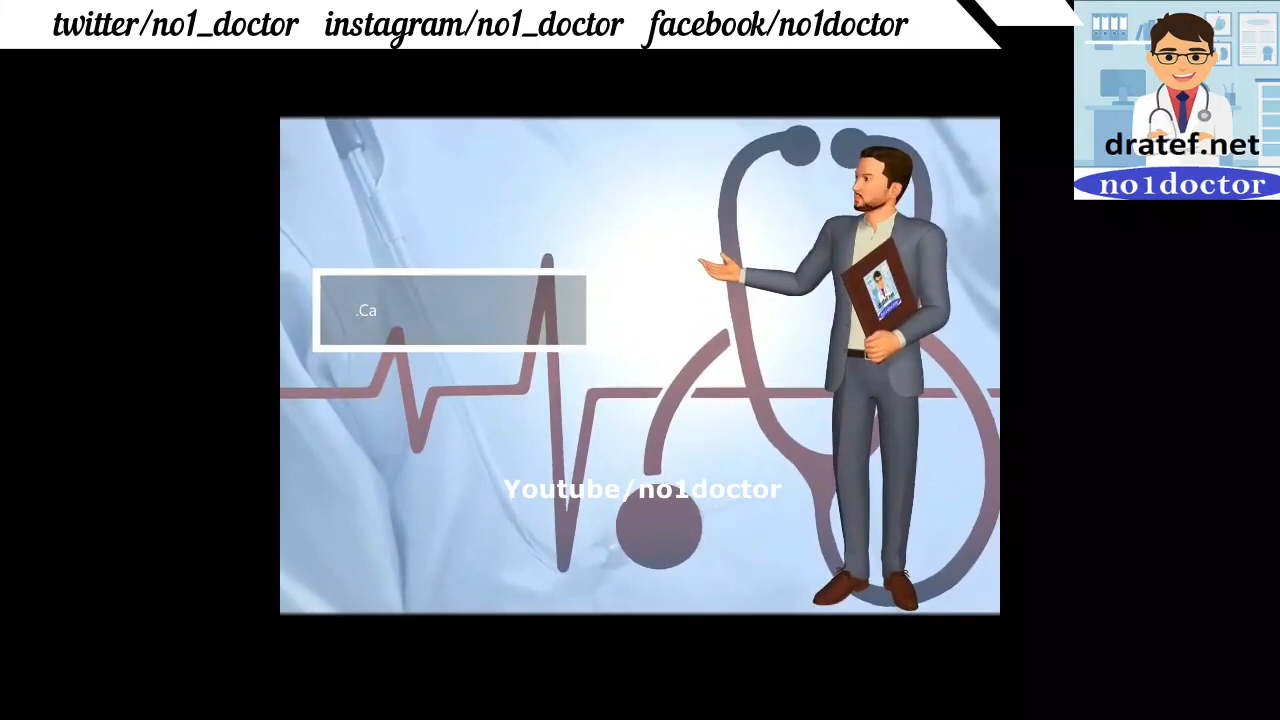 twitter/no1_doctor instagram/no1_doctor facebook/no1doctor
dratef.net
no1doctor
.Ca
Youtube/no1doctor